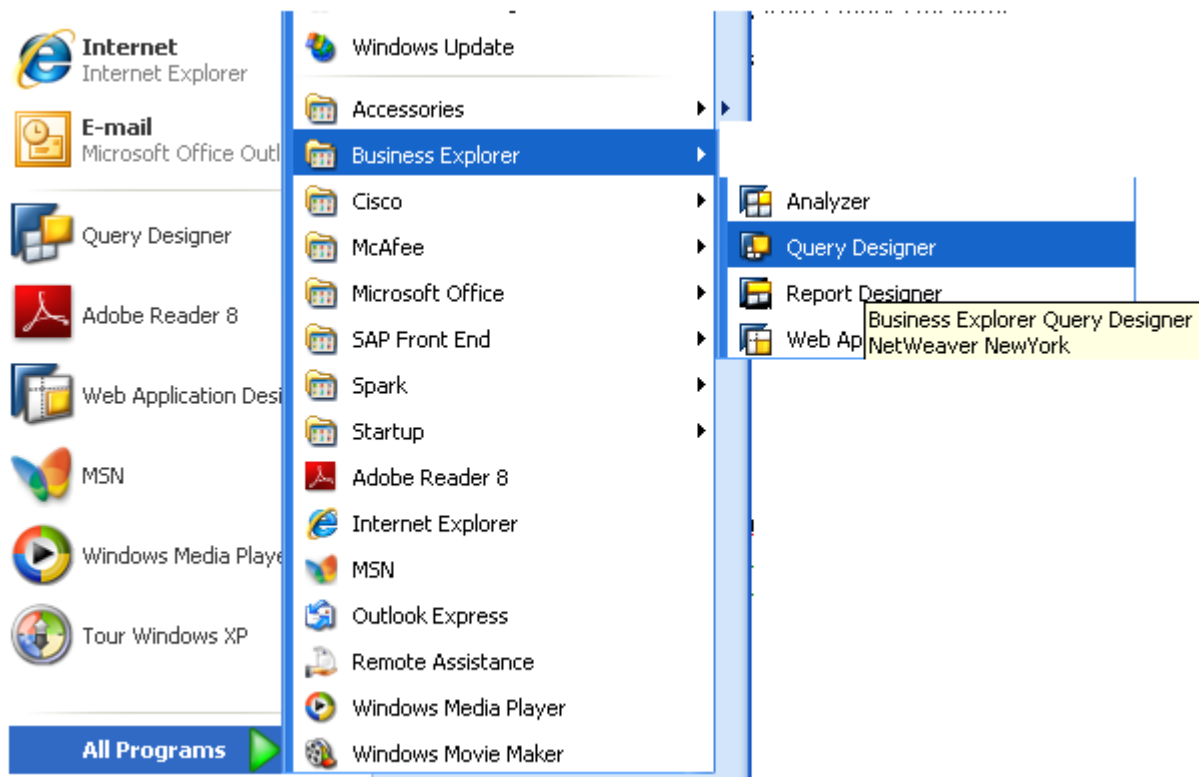 Internet
Internet Explorer
E-mail
Microsoft Office Outl
Query Designer
Adobe Reader 8
Web Application Desi
MSN
Windows Media Playe
Tour Windows XP
All Programs
Windows Update
Accessories
Business Explorer
Cisco
McAfee
Microsoft Office
SAP Front End
Spark
Startup
Adobe Reader 8
Internet Explorer
MSN
Outlook Express
Remote Assistance
Windows Media Player
Windows Movie Maker
Analyzer
Query Designer
Report Designer
Web Ap
Business Explorer Query Designer
NetWeaver NewYork